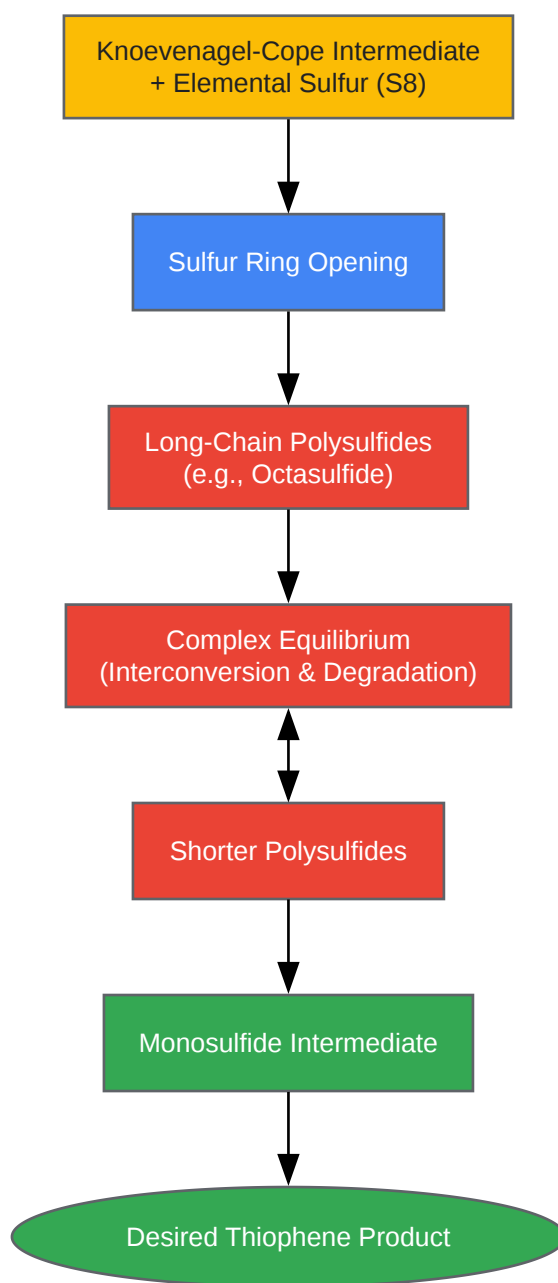 Knoevenagel-Cope Intermediate
+ Elemental Sulfur (S8)
Sulfur Ring Opening
Long-Chain Polysulfides
(e.g., Octasulfide)
Complex Equilibrium
(Interconversion & Degradation)
Shorter Polysulfides
Monosulfide Intermediate
Desired Thiophene Product